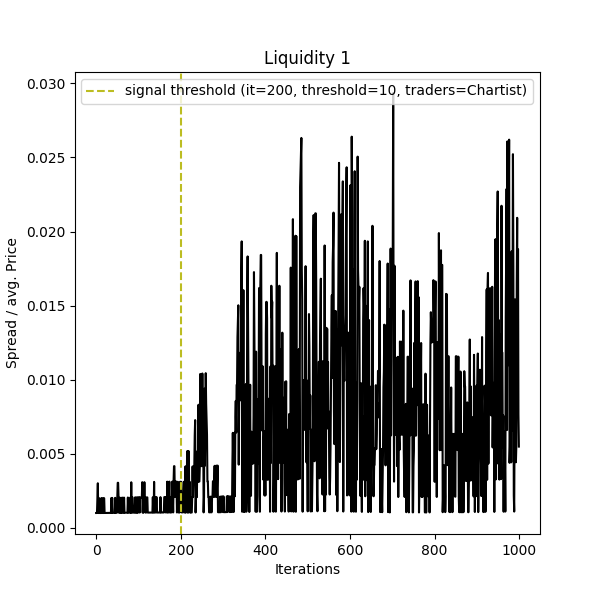 Liquidity 1
signal threshold (it=200, threshold=10, traders=Chartist)
0.030
0.025
0.020
0.015
0.010
0.005
0.000
Spread / avg. Price
0 200 400 600 800 1000
Iterations